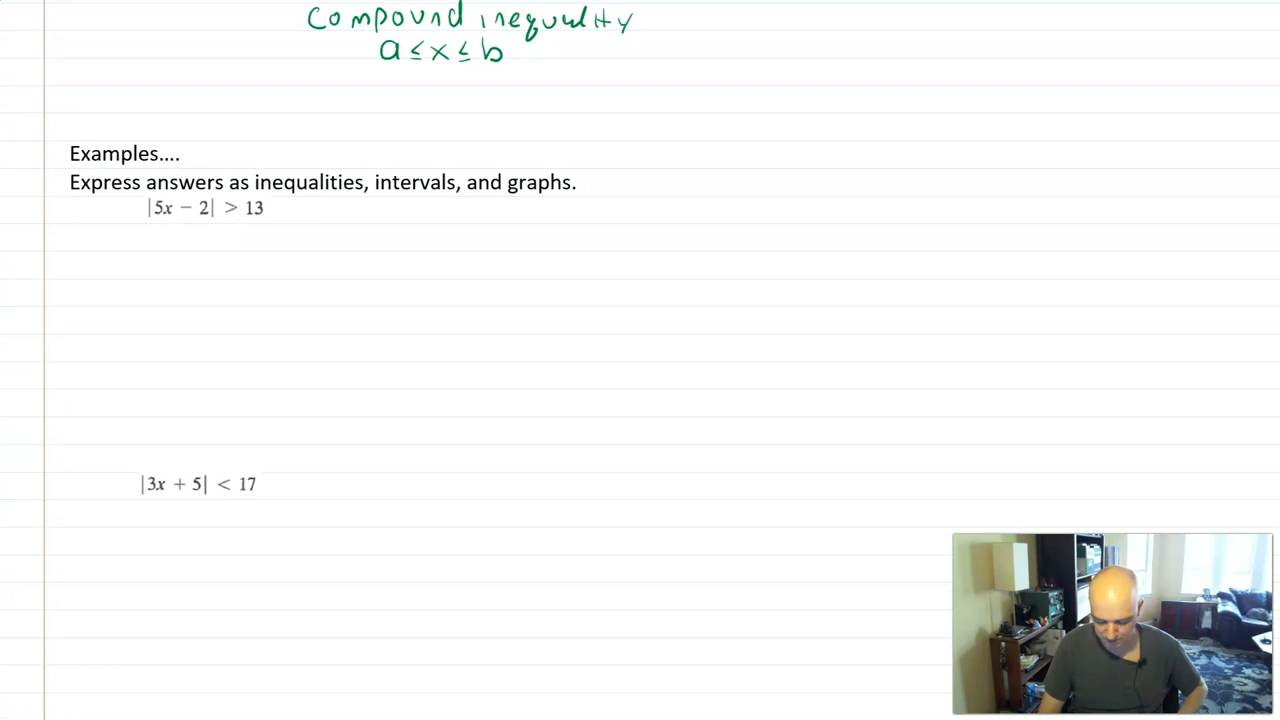 Compound inequality
a ≤ x ≤ b
Examples….
Express answers as inequalities, intervals, and graphs.
|5x − 2| > 13
|3x + 5| < 17